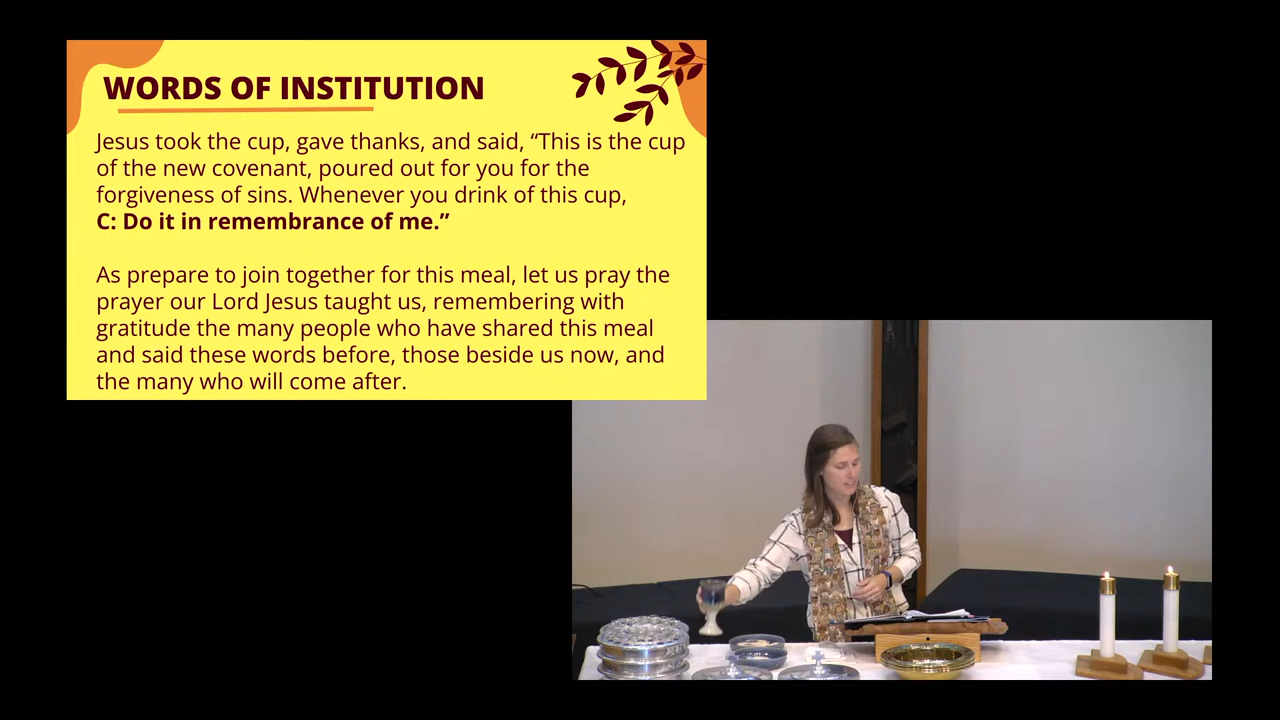 WORDS OF INSTITUTION
Jesus took the cup, gave thanks, and said, “This is the cup
of the new covenant, poured out for you for the
forgiveness of sins. Whenever you drink of this cup,
C: Do it in remembrance of me.”
As prepare to join together for this meal, let us pray the
prayer our Lord Jesus taught us, remembering with
gratitude the many people who have shared this meal
and said these words before, those beside us now, and
the many who will come after.